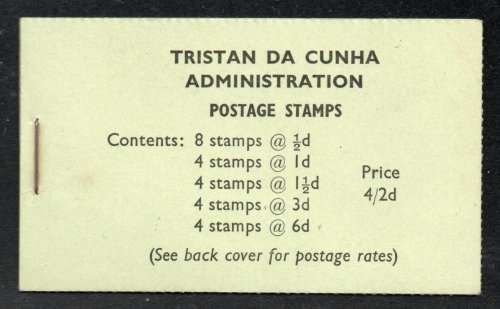 TRISTAN DA CUNHA
ADMINISTRATION
POSTAGE STAMPS
Contents: 8 stamps @ ½d
4 stamps @ 1d
4 stamps @ 1½d
4 stamps @ 3d
4 stamps @ 6d
Price
4/2d
(See back cover for postage rates)